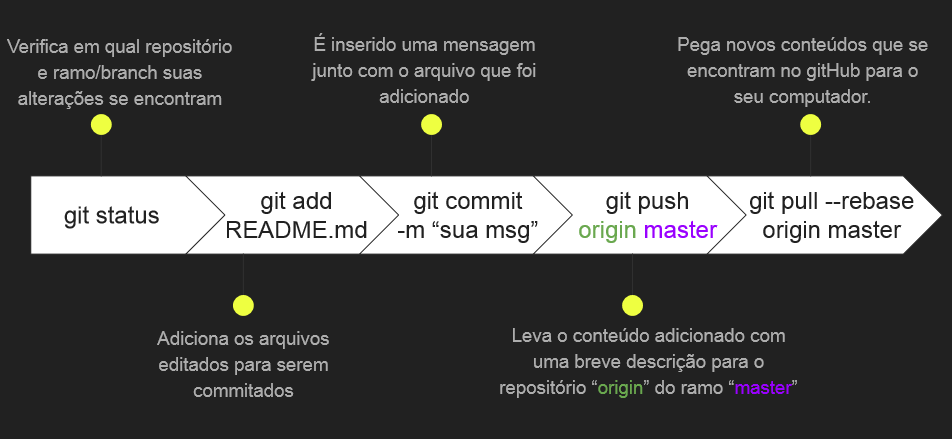 Verifica em qual repositório
e ramo/branch suas
alterações se encontram
É inserido uma mensagem
junto com o arquivo que foi
adicionado
Pega novos conteúdos que se
encontram no gitHub para o
seu computador.
git status
git add
README.md
git commit
-m “sua msg”
git push
origin master
git pull --rebase
origin master
Adiciona os arquivos
editados para serem
commitados
Leva o conteúdo adicionado com
uma breve descrição para o
repositório “origin” do ramo “master”